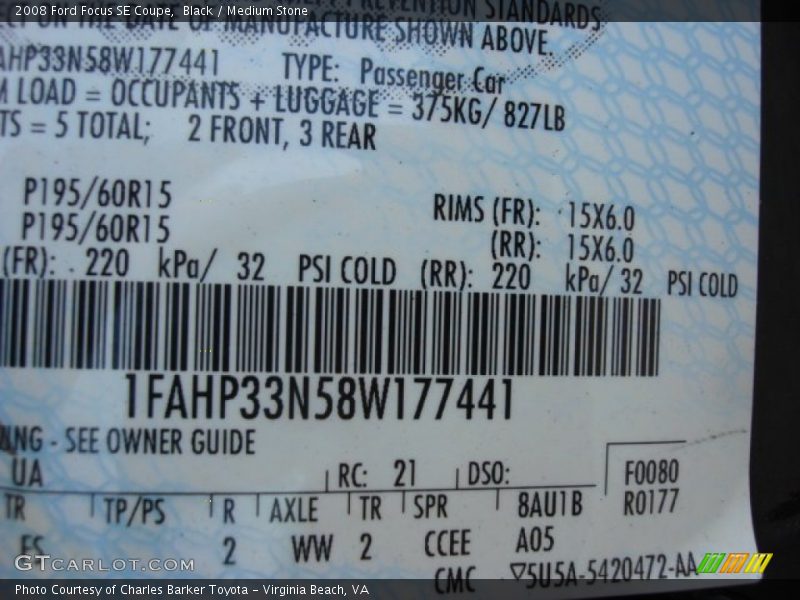 2008 Ford Focus SE Coupe, Black / Medium Stone
PREVENTION STANDARDS
ON THE DATE OF MANUFACTURE SHOWN ABOVE.
AHP33N58W177441 TYPE: Passenger Car
M LOAD = OCCUPANTS + LUGGAGE = 375KG/ 827LB
TS = 5 TOTAL; 2 FRONT, 3 REAR
P195/60R15 RIMS (FR): 15X6.0
P195/60R15 (RR): 15X6.0
(FR): 220 kPa/ 32 PSI COLD (RR): 220 kPa/ 32 PSI COLD
1FAHP33N58W177441
NG - SEE OWNER GUIDE
UA RC: 21 DSO: F0080
R0177
TR TP/PS R AXLE TR SPR 8AU1B
FS 2 WW 2 CCEE A05
CMC ▽5U5A-5420472-AA
GTCARLOT.COM
Photo Courtesy of Charles Barker Toyota – Virginia Beach, VA